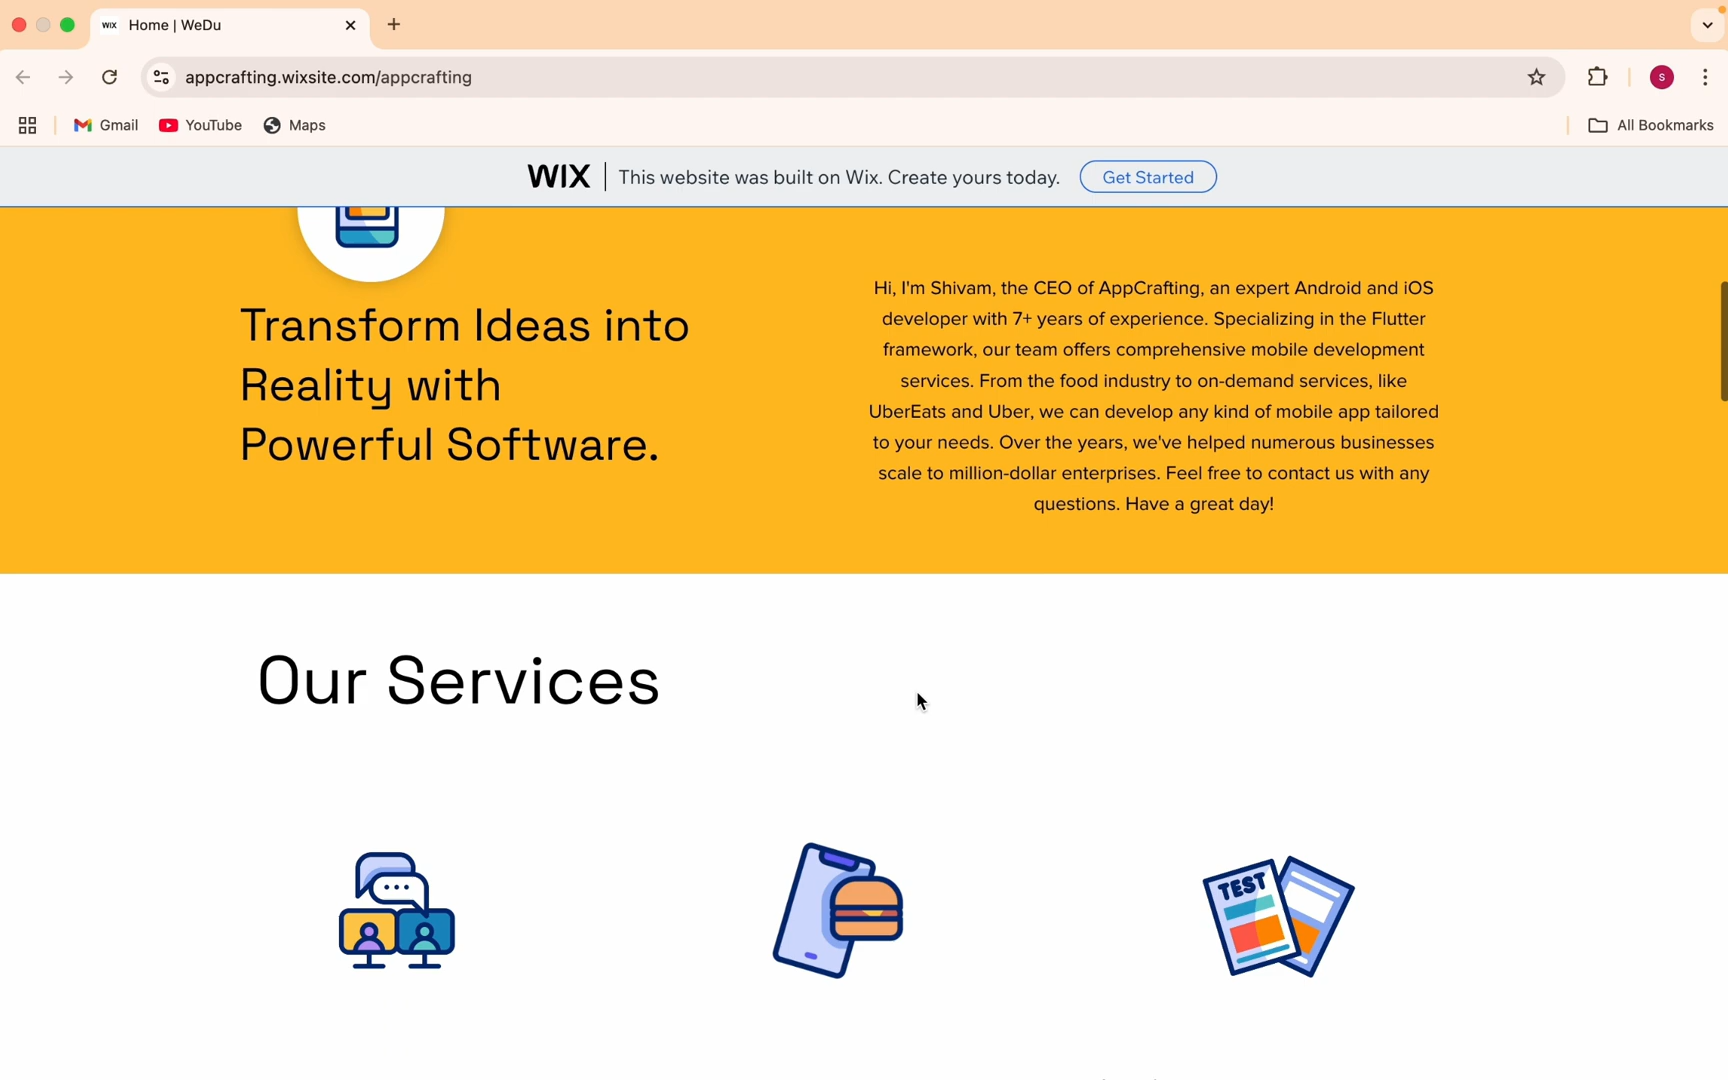 WIX Home | WeDu
appcrafting.wixsite.com/appcrafting
S
Gmail YouTube Maps All Bookmarks
WIX This website was built on Wix. Create yours today. Get Started
Transform Ideas into
Reality with
Powerful Software.
Hi, I'm Shivam, the CEO of AppCrafting, an expert Android and iOS
developer with 7+ years of experience. Specializing in the Flutter
framework, our team offers comprehensive mobile development
services. From the food industry to on-demand services, like
UberEats and Uber, we can develop any kind of mobile app tailored
to your needs. Over the years, we've helped numerous businesses
scale to million-dollar enterprises. Feel free to contact us with any
questions. Have a great day!
Our Services
TEST